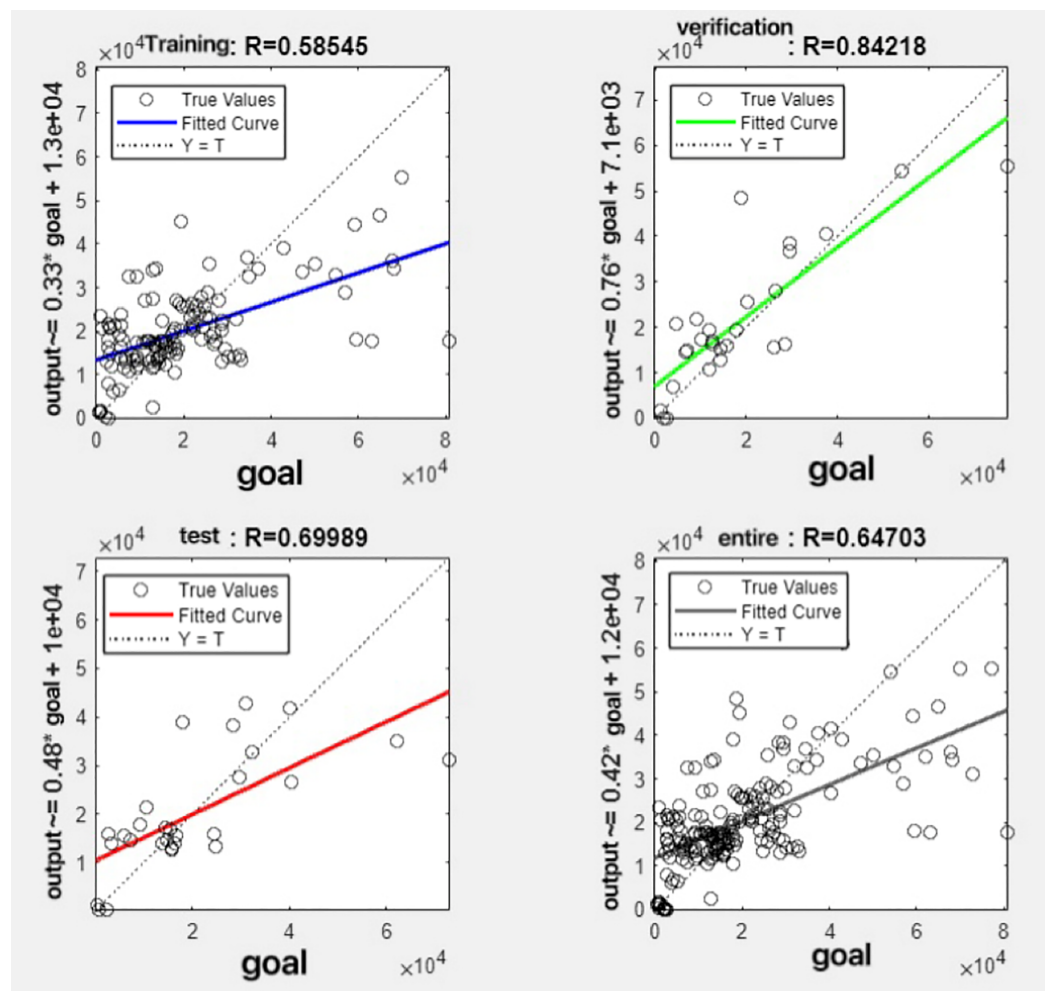 ×10⁴ Training: R=0.58545
8
7
6
5
4
3
2
1
0
True Values
Fitted Curve
Y = T
output ~= 0.33* goal + 1.3e+04
0 2 4 6 8
goal
×10⁴
verification
×10⁴ : R=0.84218
7
6
5
4
3
2
1
0
True Values
Fitted Curve
Y = T
output ~= 0.76* goal + 7.1e+03
0 2 4 6
goal
×10⁴
×10⁴ test : R=0.69989
7
6
5
4
3
2
1
True Values
Fitted Curve
Y = T
output ~= 0.48* goal + 1e+04
2 4 6
goal
×10⁴
×10⁴ entire : R=0.64703
8
7
6
5
4
3
2
1
0
True Values
Fitted Curve
Y = T
output ~= 0.42* goal + 1.2e+04
0 2 4 6 8
goal
×10⁴